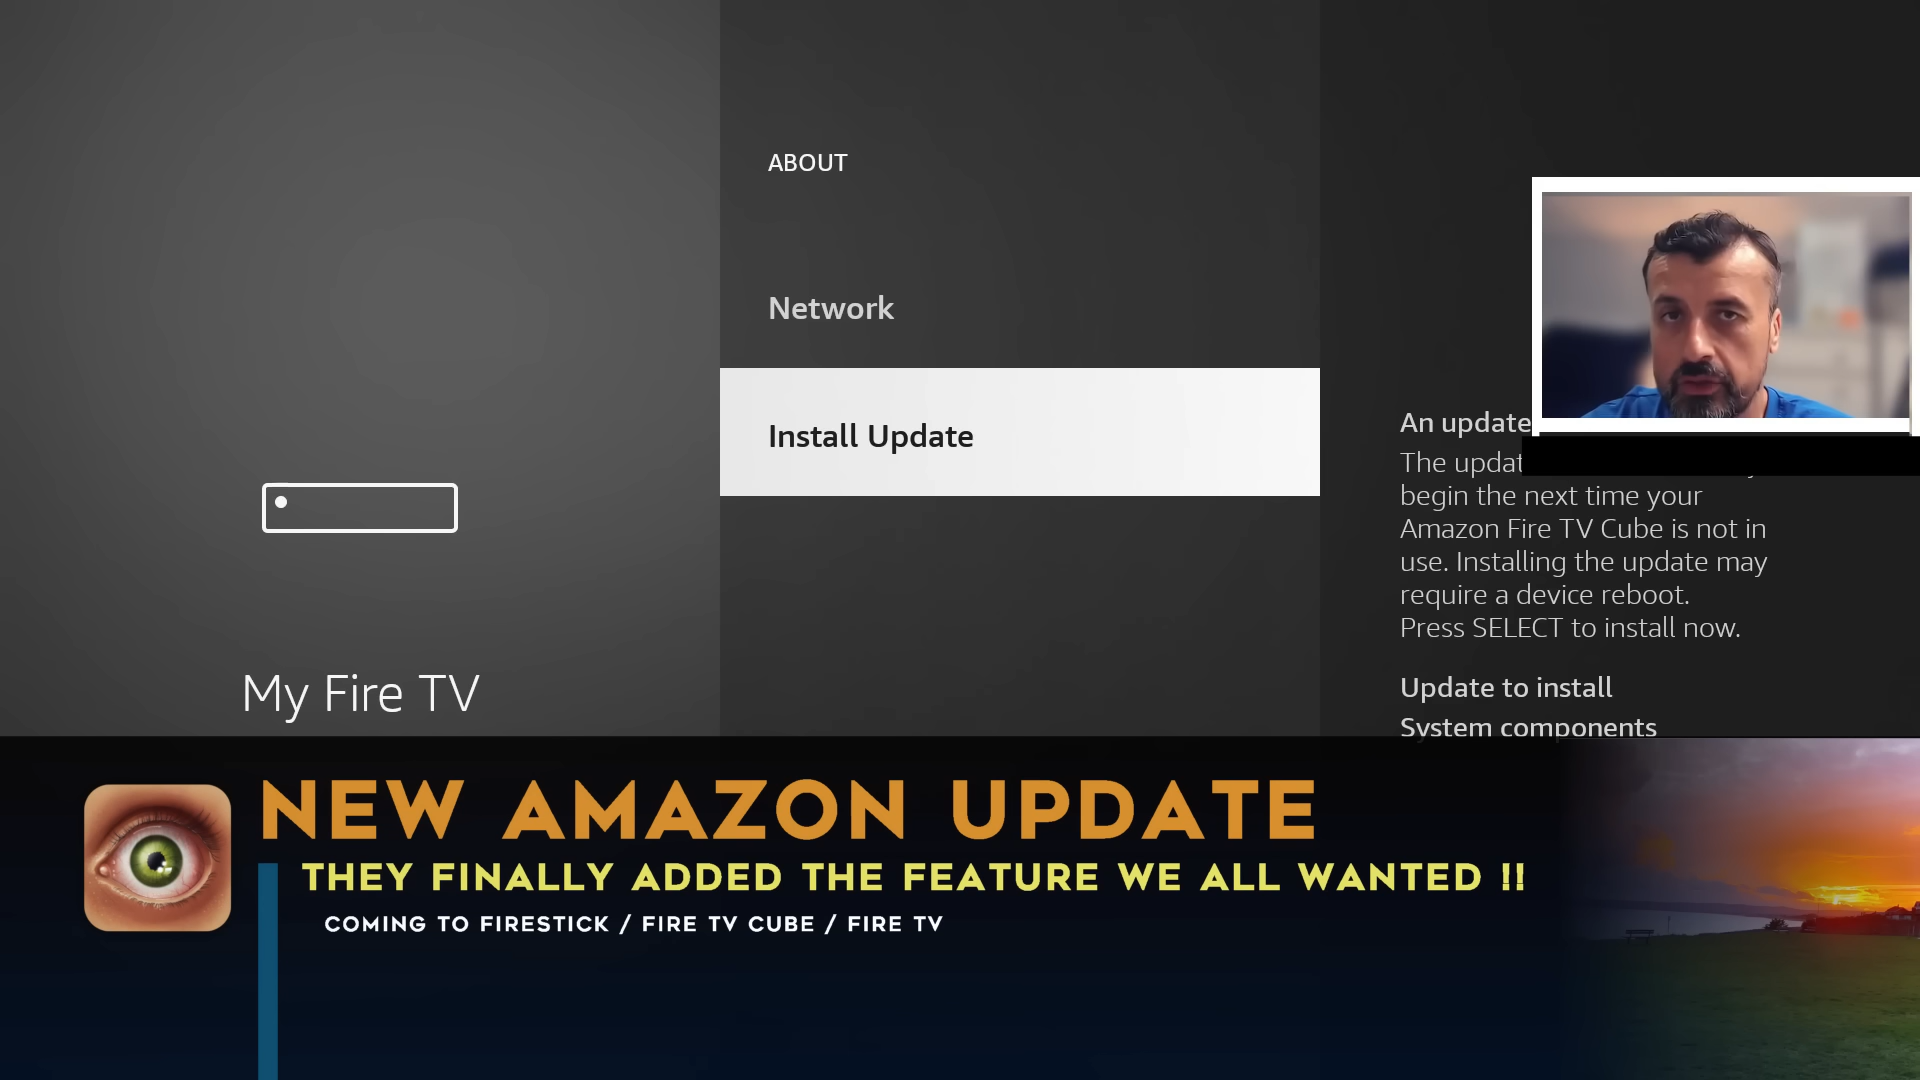 ABOUT
Network
Install Update
My Fire TV
An update
The
begin the next time your
Amazon Fire TV Cube is not in
use. Installing the update may
require a device reboot.
Press SELECT to install now.
Update to install
System components
NEW AMAZON UPDATE
THEY FINALLY ADDED THE FEATURE WE ALL WANTED !!
COMING TO FIRESTICK / FIRE TV CUBE / FIRE TV